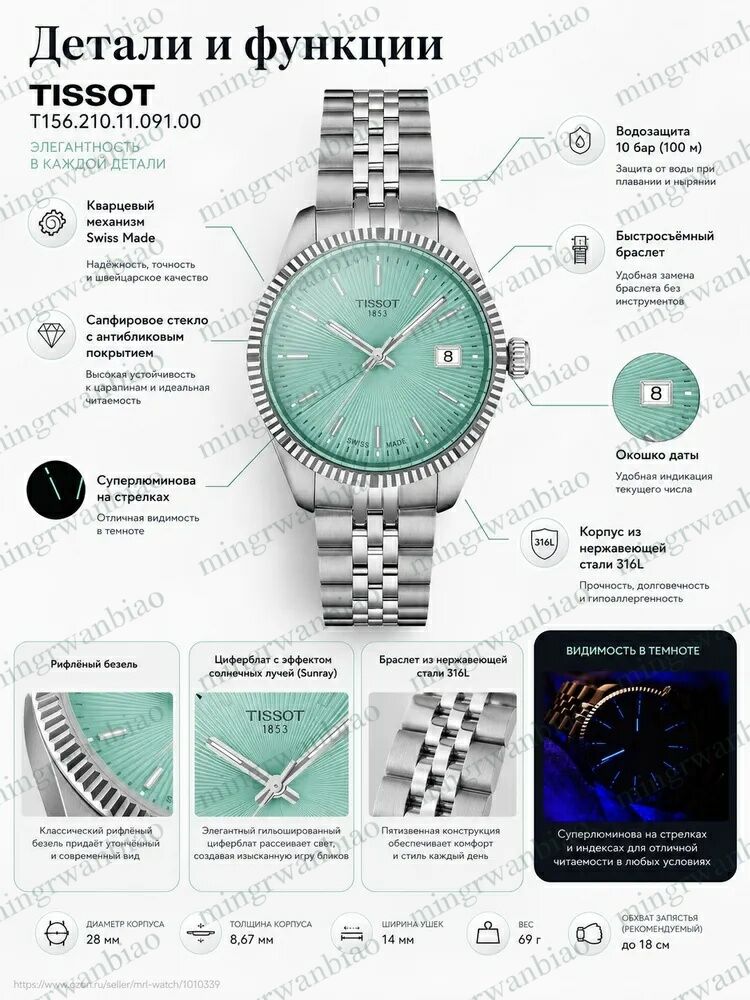 Детали и функции
TISSOT
T156.210.11.091.00
ЭЛЕГАНТНОСТЬ
В КАЖДОЙ ДЕТАЛИ
Кварцевый
механизм
Swiss Made
Надёжность, точность
и швейцарское качество
Сапфировое стекло
с антибликовым
покрытием
Высокая устойчивость
к царапинам и идеальная
читаемость
Суперлюминова
на стрелках
Отличная видимость
в темноте
TISSOT
1853
8
SWISS MADE
Водозащита
10 бар (100 м)
Защита от воды при
плавании и нырянии
Быстросъёмный
браслет
Удобная замена
браслета без
инструментов
8
Окошко даты
Удобная индикация
текущего числа
316L
Корпус из
нержавеющей
стали 316L
Прочность, долговечность
и гипоаллергенность
Рифлёный безель
Классический рифлёный
безель придаёт утончённый
и современный вид
Циферблат с эффектом
солнечных лучей (Sunray)
TISSOT
1853
Элегантный гильошированный
циферблат рассеивает свет,
создавая изысканную игру бликов
Браслет из нержавеющей
стали 316L
Пятизвенная конструкция
обеспечивает комфорт
и стиль каждый день
ВИДИМОСТЬ В ТЕМНОТЕ
Суперлюминова на стрелках
и индексах для отличной
читаемости в любых условиях
ДИАМЕТР КОРПУСА
28 мм
ТОЛЩИНА КОРПУСА
8,67 мм
ШИРИНА УШЕК
14 мм
ВЕС
69 г
ОБХВАТ ЗАПЯСТЬЯ
(РЕКОМЕНДУЕМЫЙ)
до 18 см
https://www.ozon.ru/seller/mrl-watch/1010339
mingrwanbiao